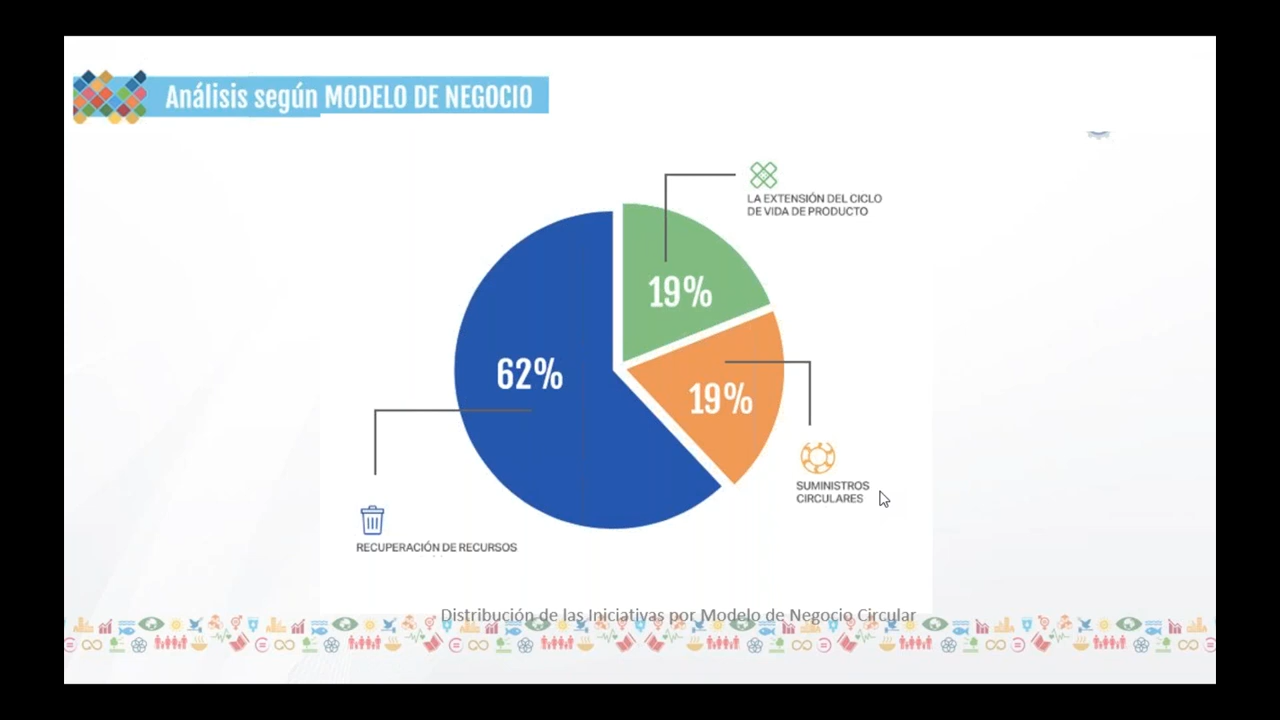 Análisis según MODELO DE NEGOCIO
LA EXTENSIÓN DEL CICLO
DE VIDA DE PRODUCTO
19%
62%
19%
SUMINISTROS
CIRCULARES
RECUPERACIÓN DE RECURSOS
Distribución de las Iniciativas por Modelo de Negocio Circular